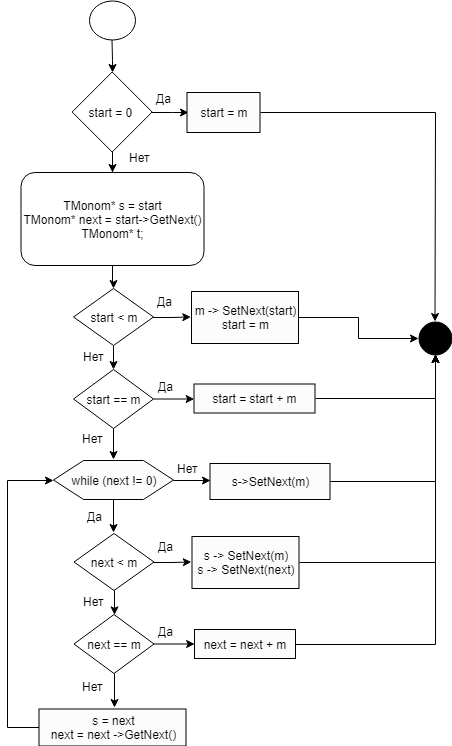 start = 0
Да
start = m
Нет
TMonom* s = start
TMonom* next = start->GetNext()
TMonom* t;
start < m
Да
m -> SetNext(start)
start = m
Нет
start == m
Да
start = start + m
Нет
while (next != 0)
Нет
s->SetNext(m)
Да
next < m
Да
s -> SetNext(m)
s -> SetNext(next)
Нет
next == m
Да
next = next + m
Нет
s = next
next = next ->GetNext()